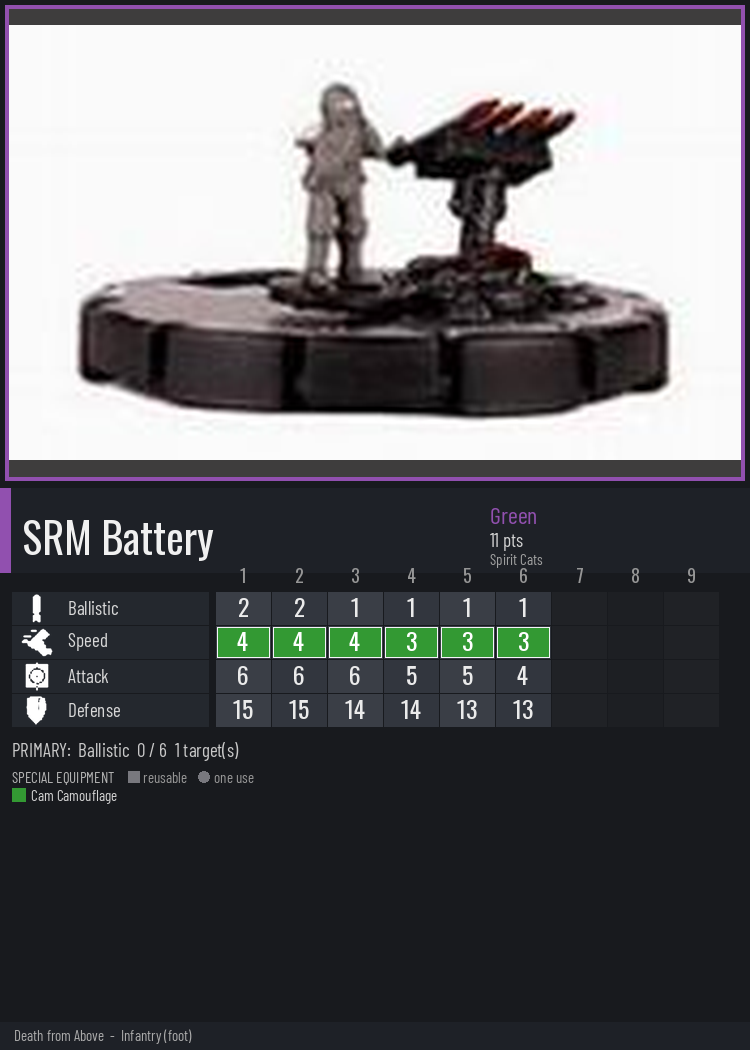 SRM Battery
Green
11 pts
Spirit Cats
1 2 3 4 5 6 7 8 9
Ballistic 2 2 1 1 1 1
Speed 4 4 4 3 3 3
Attack 6 6 6 5 5 4
Defense 15 15 14 14 13 13
PRIMARY: Ballistic 0 / 6 1 target(s)
SPECIAL EQUIPMENT reusable one use
Cam Camouflage
Death from Above - Infantry (foot)